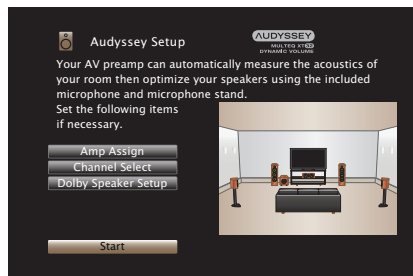 Audyssey Setup
AUDYSSEY
MULTEQ XT32
DYNAMIC VOLUME
Your AV preamp can automatically measure the acoustics of
your room then optimize your speakers using the included
microphone and microphone stand.
Set the following items
if necessary.
Amp Assign
Channel Select
Dolby Speaker Setup
Start